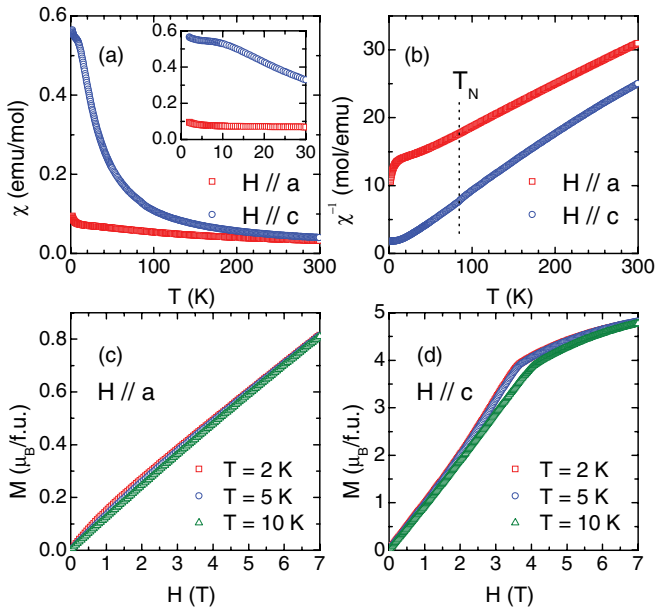 (a)
χ (emu/mol)
0.6
0.4
0.2
0.0
0.6
0.4
0.2
0.0
0 10 20 30
H // a
H // c
0 100 200 300
T (K)
(b)
T_N
χ⁻¹ (mol/emu)
30
20
10
0
H // a
H // c
0 100 200 300
T (K)
(c)
H // a
M (μ_B/f.u.)
0.8
0.6
0.4
0.2
0.0
T = 2 K
T = 5 K
T = 10 K
0 1 2 3 4 5 6 7
H (T)
(d)
H // c
M (μ_B/f.u.)
5
4
3
2
1
0
T = 2 K
T = 5 K
T = 10 K
0 1 2 3 4 5 6 7
H (T)